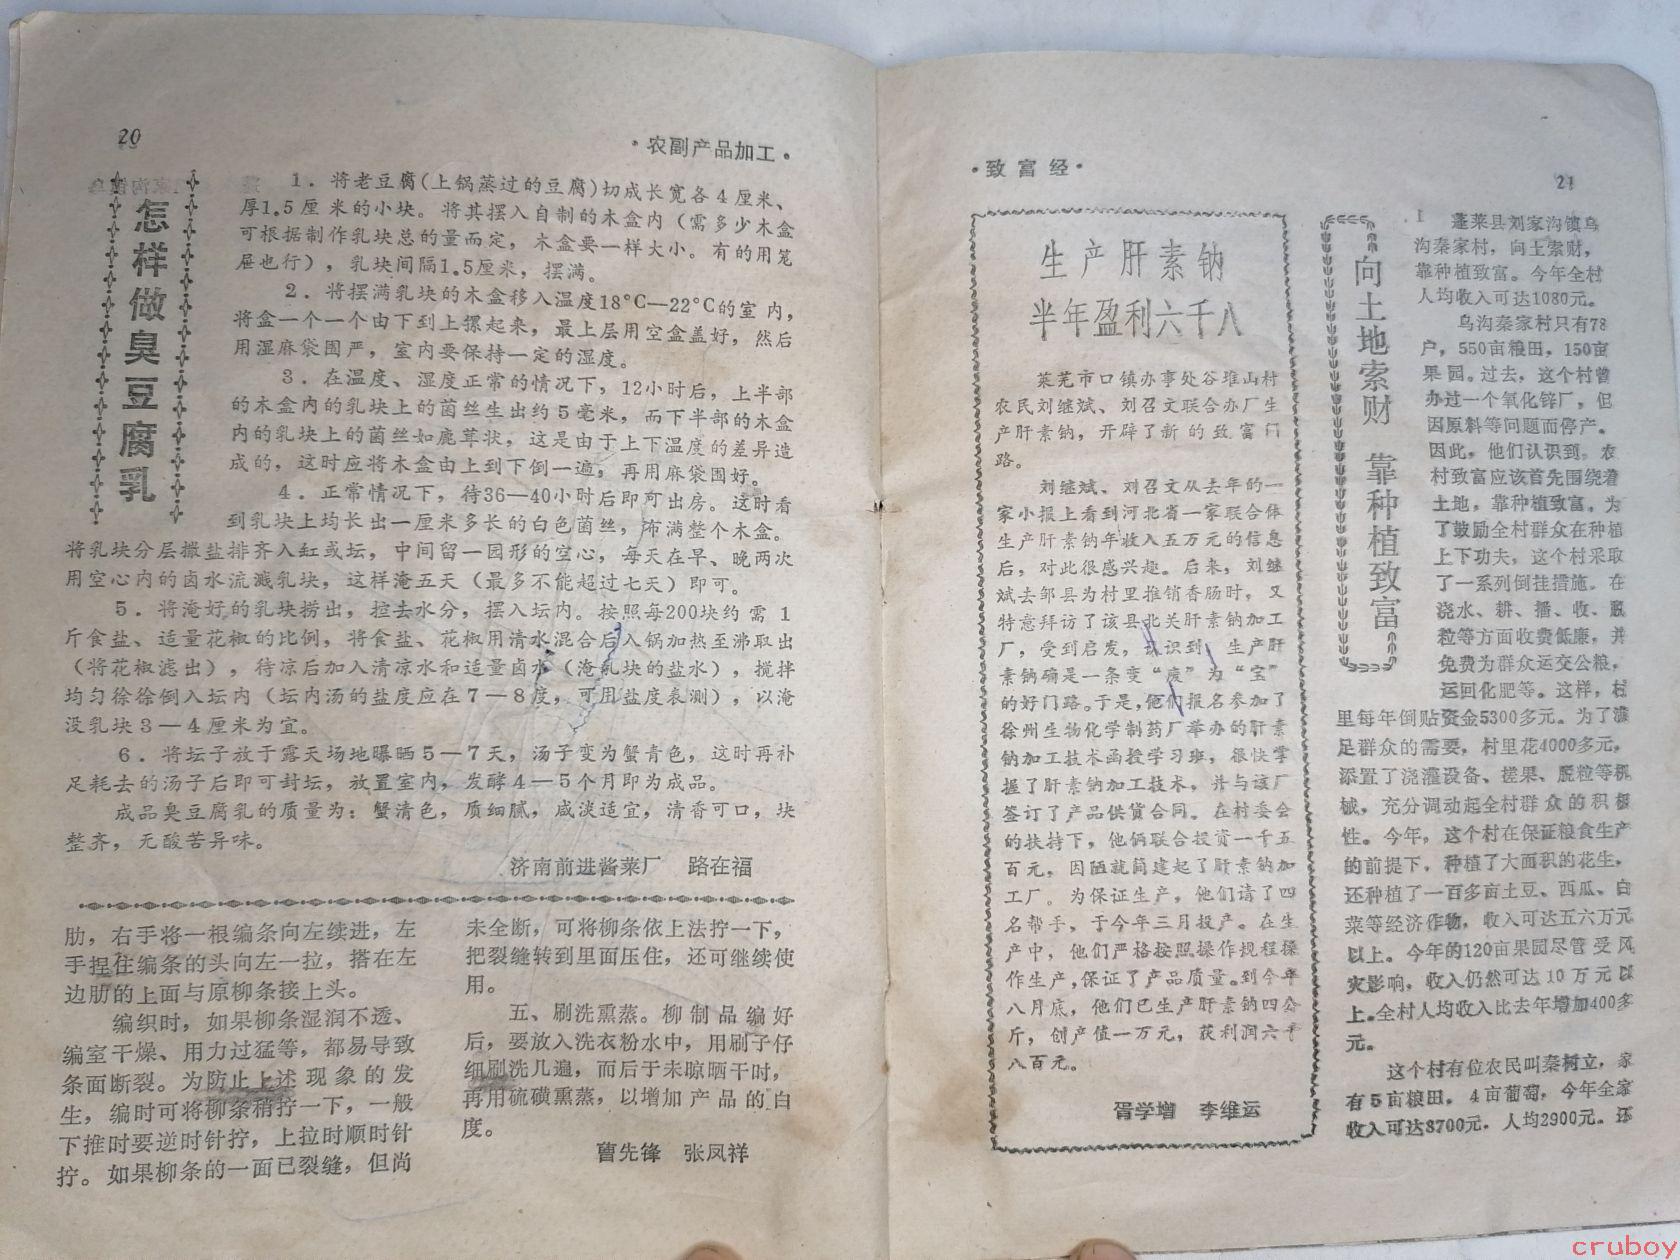 20
·农副产品加工·
怎样做臭豆腐乳
1．将老豆腐(上锅蒸过的豆腐)切成长宽各4厘米、
厚1.5厘米的小块。将其摆入自制的木盒内（需多少木盒
可根据制作乳块总的量而定，木盒要一样大小。有的用笼
屉也行），乳块间隔1.5厘米，摆满。
2．将摆满乳块的木盒移入温度18°C—22°C的室内，
将盒一个一个由下到上摞起来，最上层用空盒盖好，然后
用湿麻袋围严，室内要保持一定的湿度。
3．在温度、湿度正常的情况下，12小时后，上半部
的木盒内的乳块上的菌丝生出约5毫米，而下半部的木盒
内的乳块上的菌丝如鹿茸状，这是由于上下温度的差异造
成的，这时应将木盒由上到下倒一遍，再用麻袋围好。
4．正常情况下，待36—40小时后即可出房。这时看
到乳块上均长出一厘米多长的白色菌丝，布满整个木盒。
将乳块分层撒盐排齐入缸或坛，中间留一园形的空心，每天在早、晚两次
用空心内的卤水流溅乳块，这样淹五天（最多不能超过七天）即可。
5．将淹好的乳块捞出，控去水分，摆入坛内。按照每200块约需1
斤食盐、适量花椒的比例，将食盐、花椒用清水混合后入锅加热至沸取出
（将花椒滤出），待凉后加入清凉水和适量卤水（淹乳块的盐水），搅拌
均匀徐徐倒入坛内（坛内汤的盐度应在7—8度，可用盐度表测），以淹
没乳块3—4厘米为宜。
6．将坛子放于露天场地曝晒5—7天，汤子变为蟹青色，这时再补
足耗去的汤子后即可封坛，放置室内，发酵4—5个月即为成品。
成品臭豆腐乳的质量为：蟹清色，质细腻，咸淡适宜，清香可口，块
整齐，无酸苦异味。
济南前进酱菜厂 路在福
肋，右手将一根编条向左续进，左
手捏住编条的头向左一拉，搭在左
边肋的上面与原柳条接上头。
编织时，如果柳条湿润不透、
编室干燥、用力过猛等，都易导致
条面断裂。为防止上述现象的发
生，编时可将柳条稍拧一下，一般
下推时要逆时针拧，上拉时顺时针
拧。如果柳条的一面已裂缝，但尚
未全断，可将柳条依上法拧一下，
把裂缝转到里面压住，还可继续使
用。
五、刷洗熏蒸。柳制品编好
后，要放入洗衣粉水中，用刷子仔
细刷洗几遍，而后于未晾晒干时，
再用硫磺熏蒸，以增加产品的白
度。
曹先锋 张凤祥
·致富经·
21
生产肝素钠
半年盈利六千八
莱芜市口镇办事处谷堆山村
农民刘继斌、刘召文联合办厂生
产肝素钠，开辟了新的致富门
路。
刘继斌、刘召文从去年的一
家小报上看到河北省一家联合体
生产肝素钠年收入五万元的信息
后，对此很感兴趣。后来，刘继
斌去邹县为村里推销香肠时，又
特意拜访了该县北关肝素钠加工
厂，受到启发，认识到，生产肝
素钠确是一条变“废”为“宝”
的好门路。于是，他们报名参加了
徐州生物化学制药厂举办的肝素
钠加工技术函授学习班，很快掌
握了肝素钠加工技术，并与该厂
签订了产品供货合同。在村委会
的扶持下，他俩联合投资一千五
百元，因陋就简建起了肝素钠加
工厂。为保证生产，他们请了四
名帮手，于今年三月投产。在生
产中，他们严格按照操作规程操
作生产，保证了产品质量。到今年
八月底，他们已生产肝素钠四公
斤，创产值一万元，获利润六千
八百元。
胥学增 李维运
向土地索财 靠种植致富
蓬莱县刘家沟镇乌
沟秦家村，向土索财，
靠种植致富。今年全村
人均收入可达1080元。
乌沟秦家村只有78
户，550亩粮田，150亩
果园。过去，这个村曾
办过一个氧化锌厂，但
因原料等问题而停产。
因此，他们认识到，农
村致富应该首先围绕着
土地，靠种植致富。为
了鼓励全村群众在种植
上下功夫，这个村采取
了一系列倒挂措施。在
浇水、耕、播、收、脱
粒等方面收费低廉，并
免费为群众运交公粮，
运回化肥等。这样，村
里每年倒贴资金5300多元。为了满
足群众的需要，村里花4000多元，
添置了浇灌设备、搓果、脱粒等机
械，充分调动起全村群众的积极
性。今年，这个村在保证粮食生产
的前提下，种植了大面积的花生，
还种植了一百多亩土豆、西瓜、白
菜等经济作物，收入可达五六万元
以上。今年的120亩果园尽管受风
灾影响，收入仍然可达10万元以
上。全村人均收入比去年增加400多
元。
这个村有位农民叫秦树立，家
有5亩粮田，4亩葡萄，今年全家
收入可达8700元．人均2900元。还
cruboy